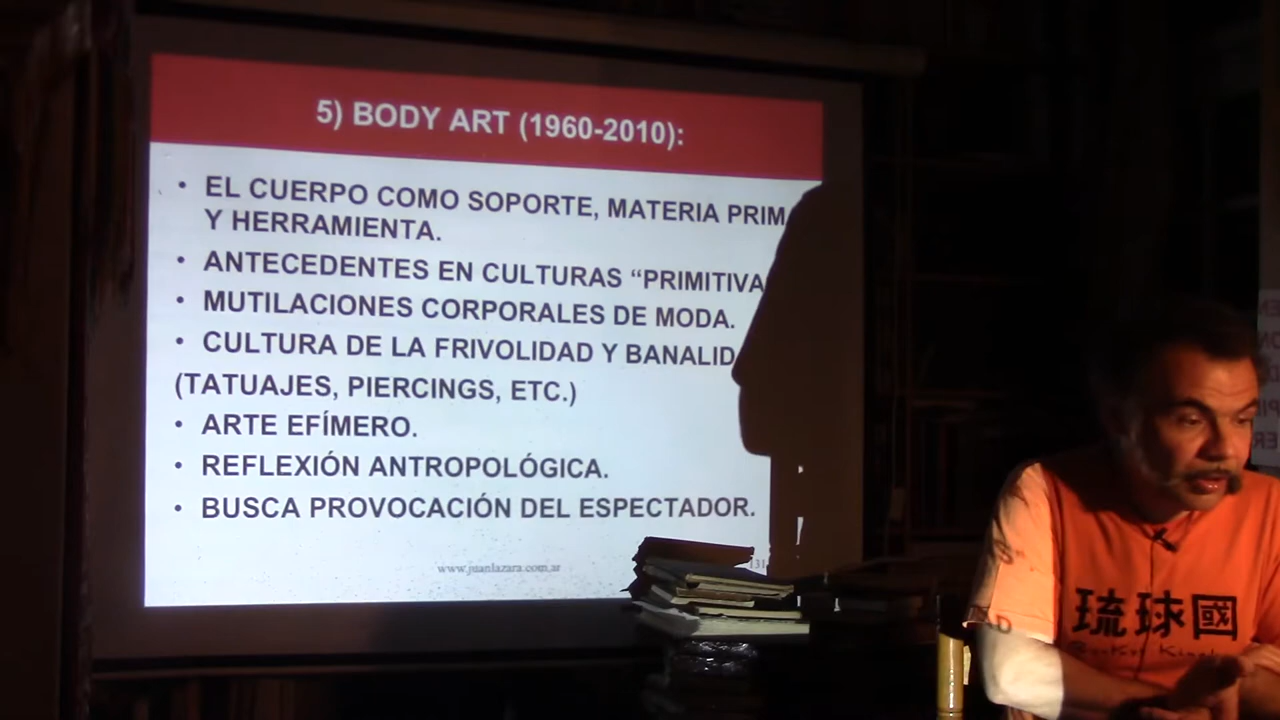 5) BODY ART (1960-2010):
• EL CUERPO COMO SOPORTE, MATERIA PRIM
Y HERRAMIENTA.
• ANTECEDENTES EN CULTURAS “PRIMITIVA
• MUTILACIONES CORPORALES DE MODA.
• CULTURA DE LA FRIVOLIDAD Y BANALID
(TATUAJES, PIERCINGS, ETC.)
• ARTE EFÍMERO.
• REFLEXIÓN ANTROPOLÓGICA.
• BUSCA PROVOCACIÓN DEL ESPECTADOR.
www.juanlazara.com.ar
131
琉球國